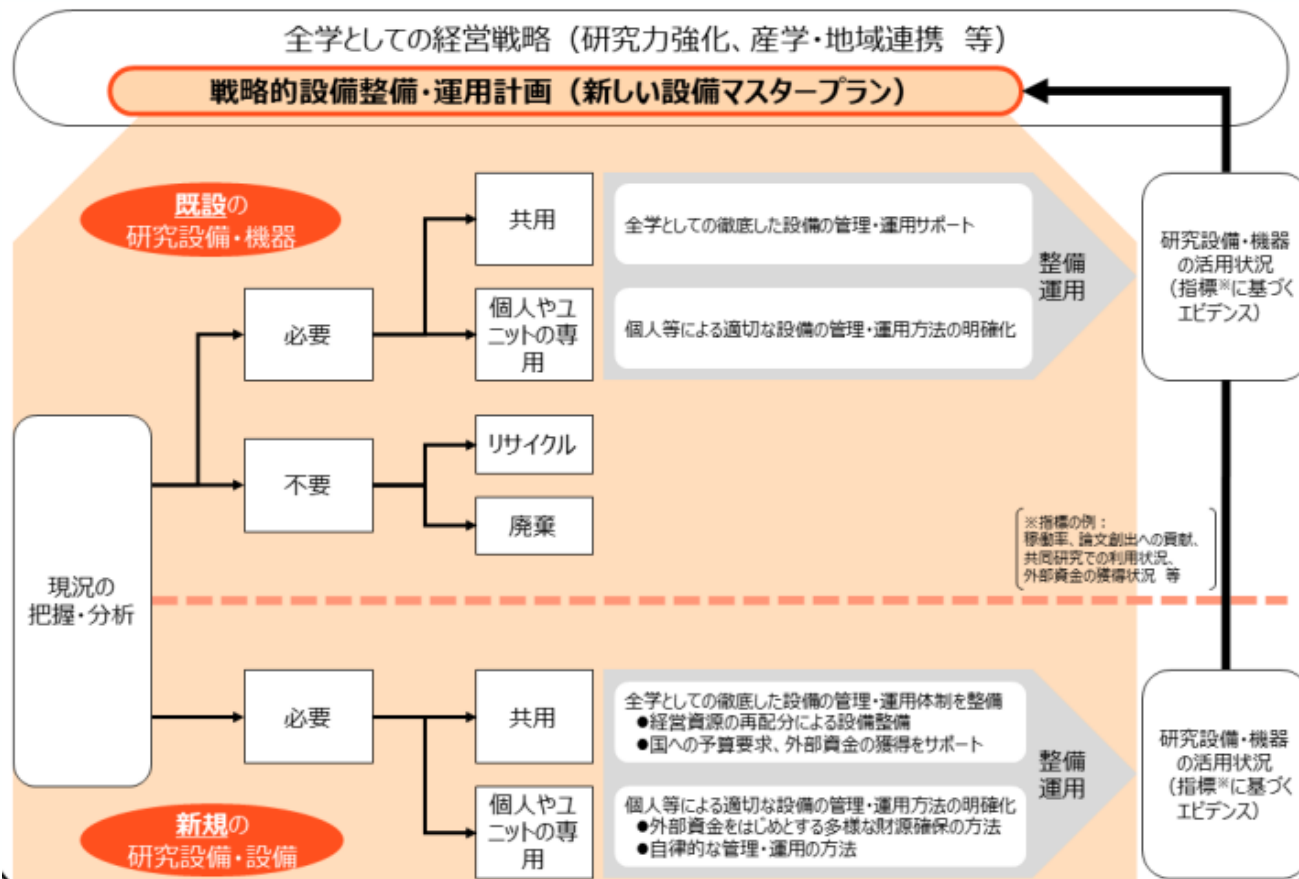 全学としての経営戦略（研究力強化、産学・地域連携　等）
戦略的設備整備・運用計画（新しい設備マスタープラン）
既設の
研究設備・機器
共用
全学としての徹底した設備の管理・運用サポート
整備
運用
研究設備・機器
の活用状況
（指標※に基づく
エビデンス）
必要
個人やユ
ニットの専
用
個人等による適切な設備の管理・運用方法の明確化
不要
リサイクル
廃棄
※指標の例：
稼働率、論文創出への貢献、
共同研究での利用状況、
外部資金の獲得状況　等
現況の
把握・分析
必要
共用
全学としての徹底した設備の管理・運用体制を整備
●経営資源の再配分による設備整備
●国への予算要求、外部資金の獲得をサポート
整備
運用
研究設備・機器
の活用状況
（指標※に基づく
エビデンス）
新規の
研究設備・設備
個人やユ
ニットの専
用
個人等による適切な設備の管理・運用方法の明確化
●外部資金をはじめとする多様な財源確保の方法
●自律的な管理・運用の方法